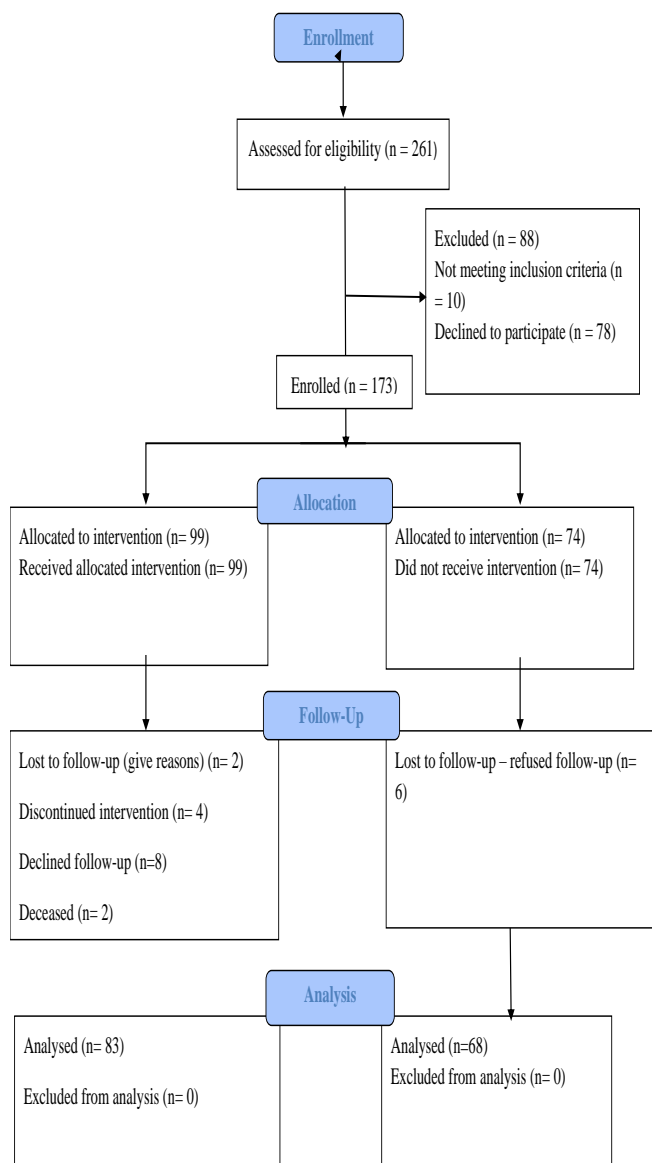 Enrollment
Assessed for eligibility (n = 261)
Excluded (n = 88)
Not meeting inclusion criteria (n
= 10)
Declined to participate (n = 78)
Enrolled (n = 173)
Allocation
Allocated to intervention (n= 99)
Received allocated intervention (n= 99)
Allocated to intervention (n= 74)
Did not receive intervention (n= 74)
Follow-Up
Lost to follow-up (give reasons) (n= 2)
Discontinued intervention (n= 4)
Declined follow-up (n=8)
Deceased (n= 2)
Lost to follow-up – refused follow-up (n=
6)
Analysis
Analysed (n= 83)
Excluded from analysis (n= 0)
Analysed (n=68)
Excluded from analysis (n= 0)